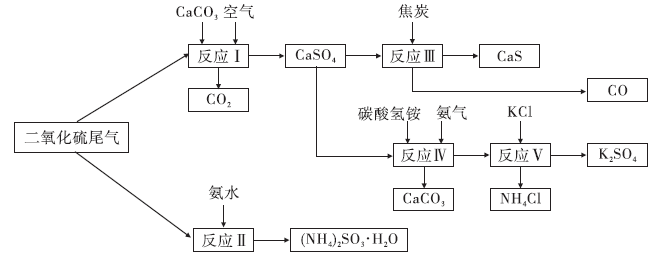 CaCO₃ 空气
焦炭
反应Ⅰ
CaSO₄
反应Ⅲ
CaS
CO₂
CO
碳酸氢铵
氨气
KCl
二氧化硫尾气
反应Ⅳ
反应Ⅴ
K₂SO₄
氨水
CaCO₃
NH₄Cl
反应Ⅱ
(NH₄)₂SO₃·H₂O